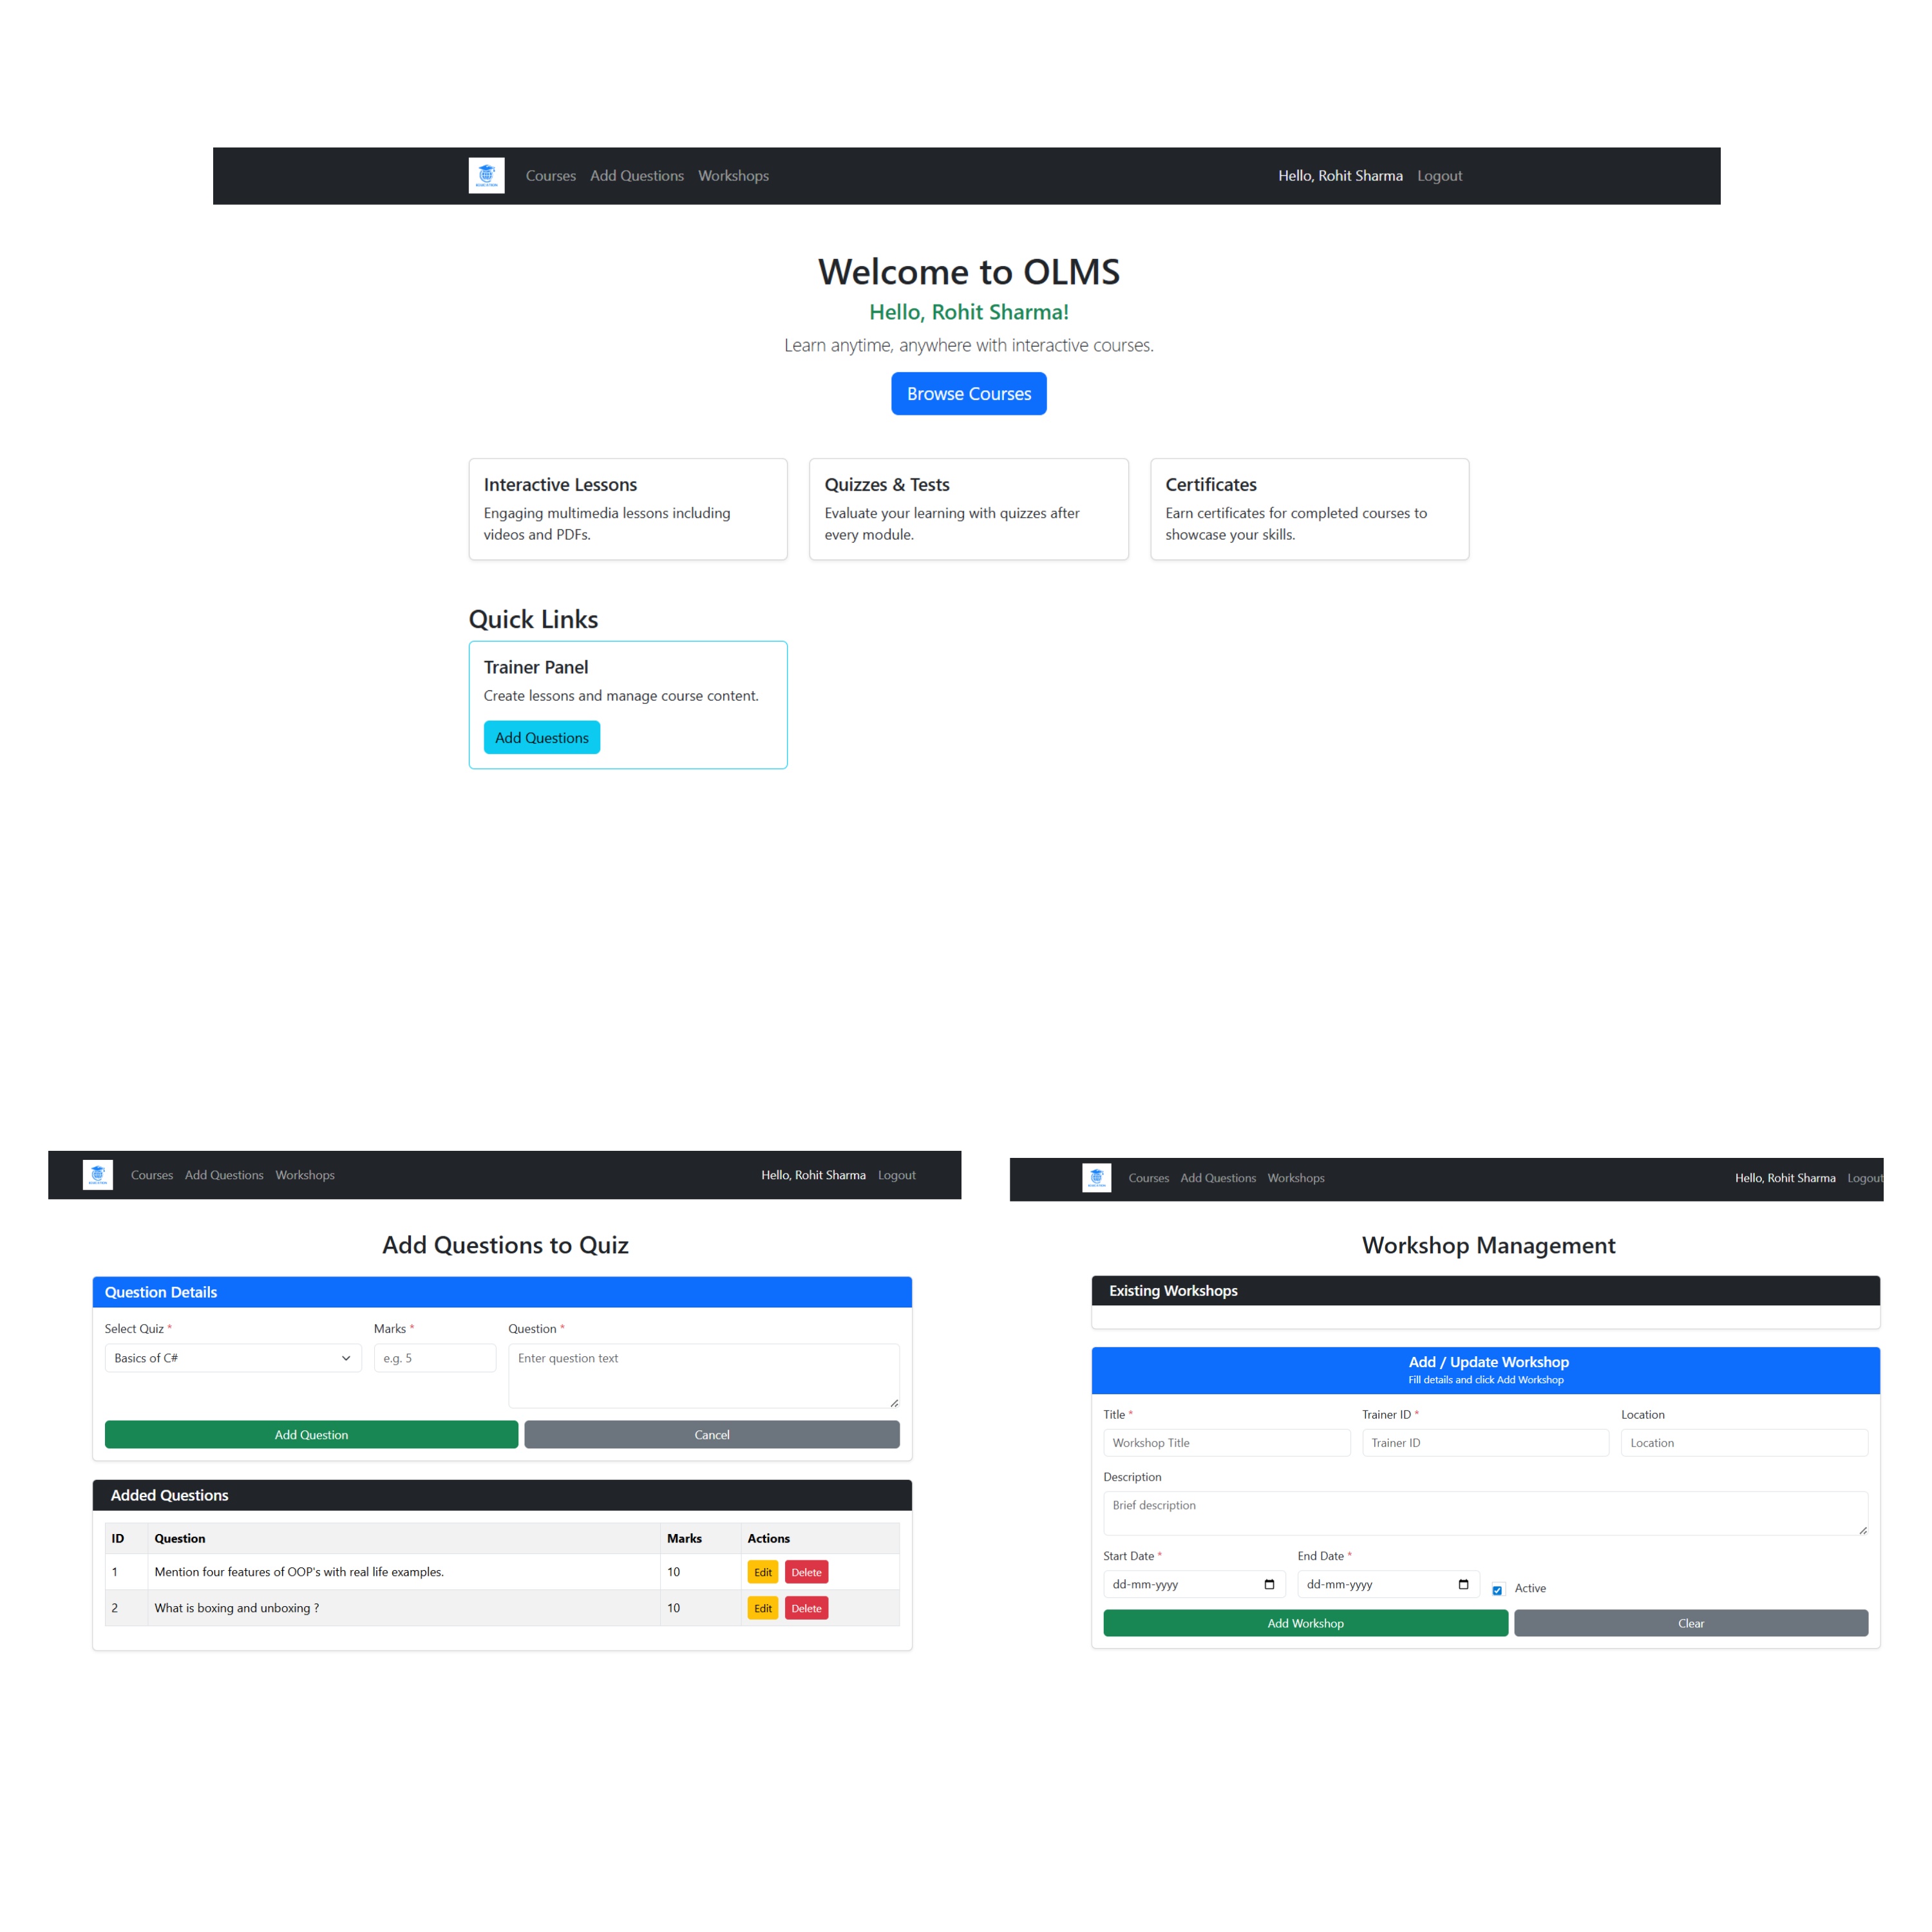 Courses Add Questions Workshops Hello, Rohit Sharma Logout
Welcome to OLMS
Hello, Rohit Sharma!
Learn anytime, anywhere with interactive courses.
Browse Courses
Interactive Lessons
Engaging multimedia lessons including
videos and PDFs.
Quizzes & Tests
Evaluate your learning with quizzes after
every module.
Certificates
Earn certificates for completed courses to
showcase your skills.
Quick Links
Trainer Panel
Create lessons and manage course content.
Add Questions
Courses Add Questions Workshops Hello, Rohit Sharma Logout
Add Questions to Quiz
Question Details
Select Quiz * Marks * Question *
Basics of C# e.g. 5 Enter question text
Add Question Cancel
Added Questions
ID Question Marks Actions
1 Mention four features of OOP's with real life examples. 10 Edit Delete
2 What is boxing and unboxing ? 10 Edit Delete
Courses Add Questions Workshops Hello, Rohit Sharma Logout
Workshop Management
Existing Workshops
Add / Update Workshop
Fill details and click Add Workshop
Title * Trainer ID * Location
Workshop Title Trainer ID Location
Description
Brief description
Start Date * End Date *
dd-mm-yyyy dd-mm-yyyy Active
Add Workshop Clear